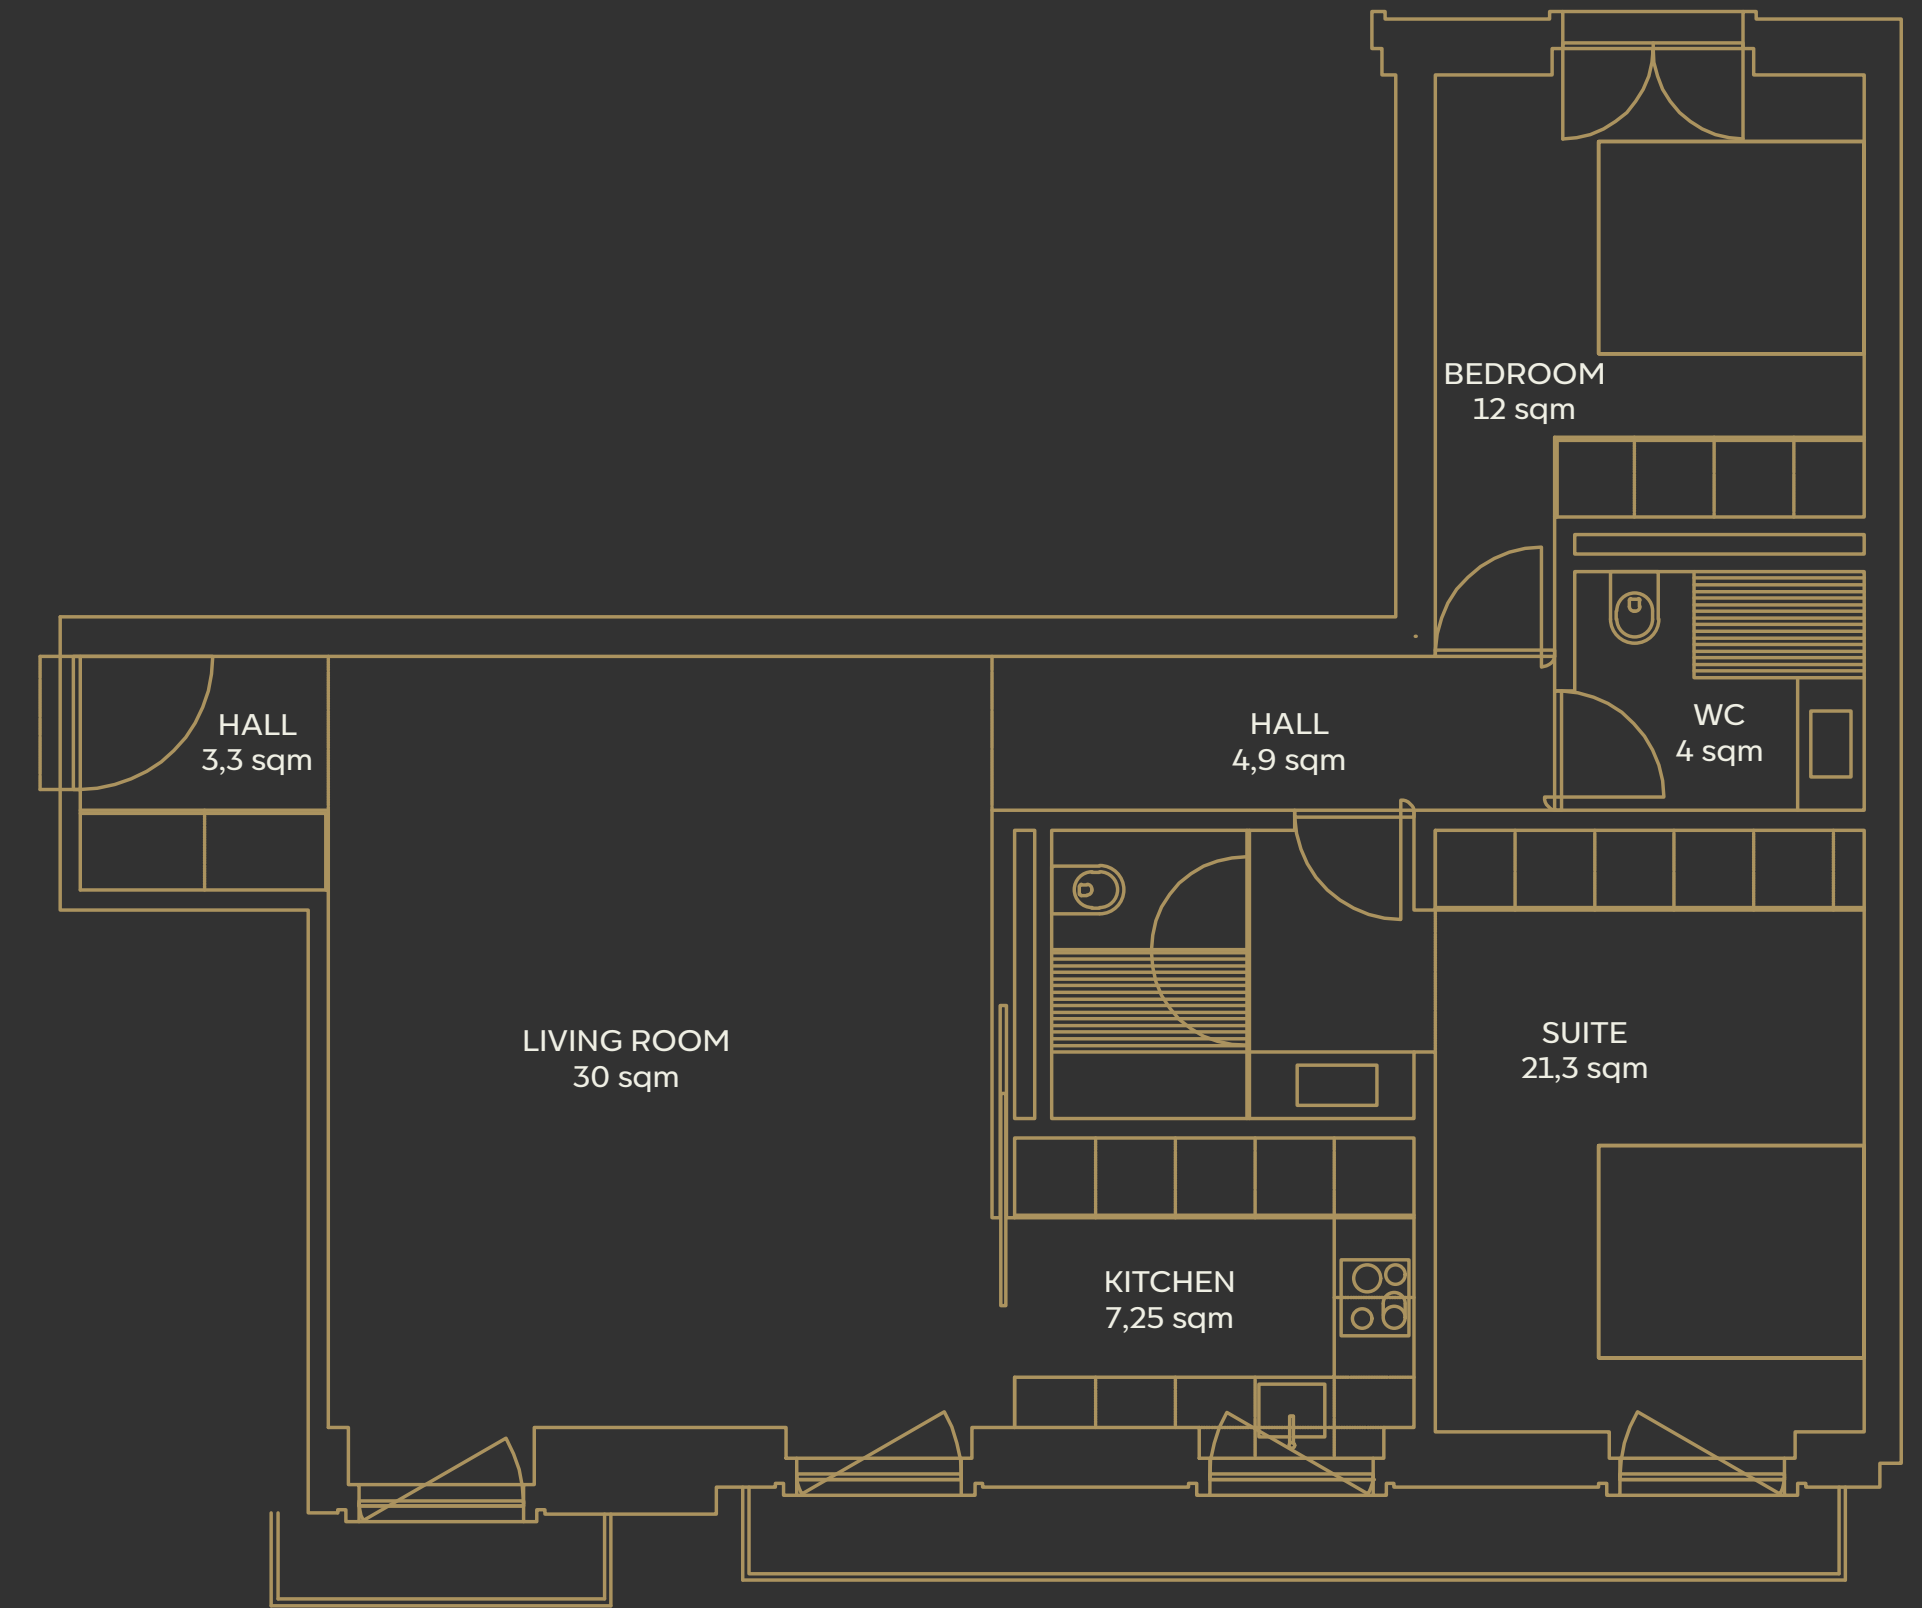 BEDROOM
12 sqm
HALL
3,3 sqm
HALL
4,9 sqm
WC
4 sqm
LIVING ROOM
30 sqm
SUITE
21,3 sqm
KITCHEN
7,25 sqm